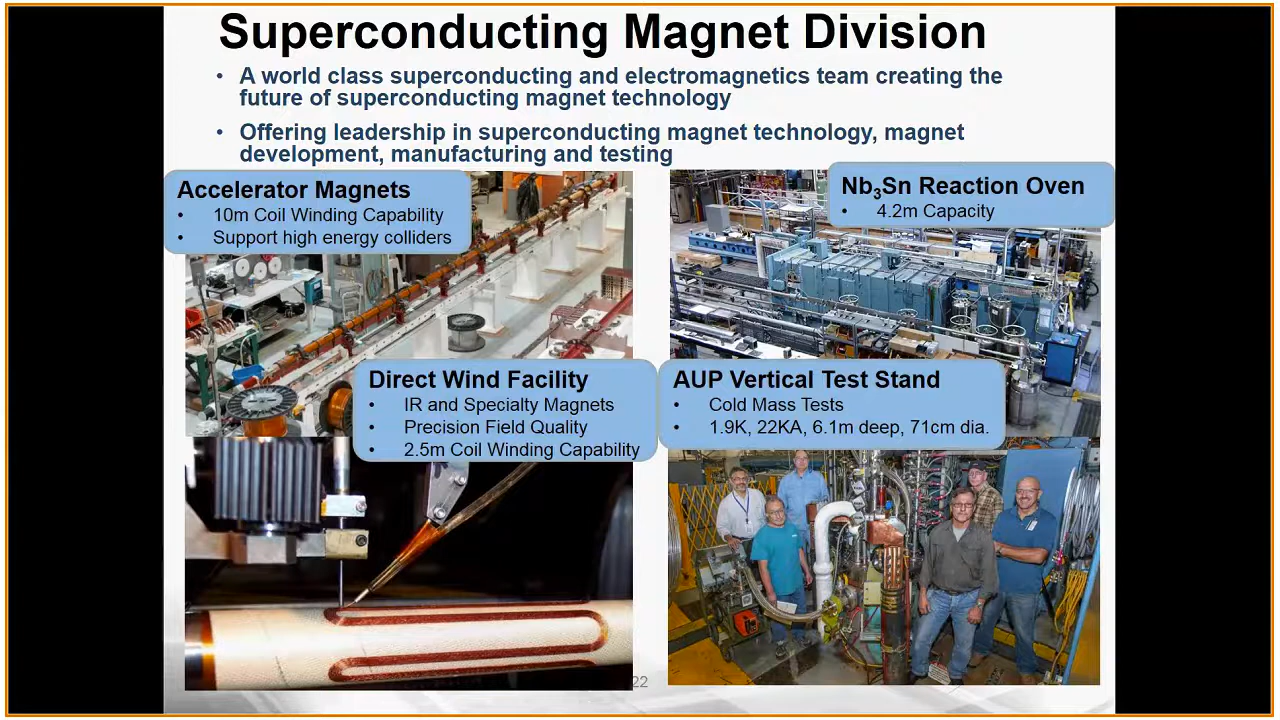 Superconducting Magnet Division
• A world class superconducting and electromagnetics team creating the
future of superconducting magnet technology
• Offering leadership in superconducting magnet technology, magnet
development, manufacturing and testing
Accelerator Magnets
• 10m Coil Winding Capability
• Support high energy colliders
Nb₃Sn Reaction Oven
• 4.2m Capacity
Direct Wind Facility
• IR and Specialty Magnets
• Precision Field Quality
• 2.5m Coil Winding Capability
AUP Vertical Test Stand
• Cold Mass Tests
• 1.9K, 22KA, 6.1m deep, 71cm dia.
22